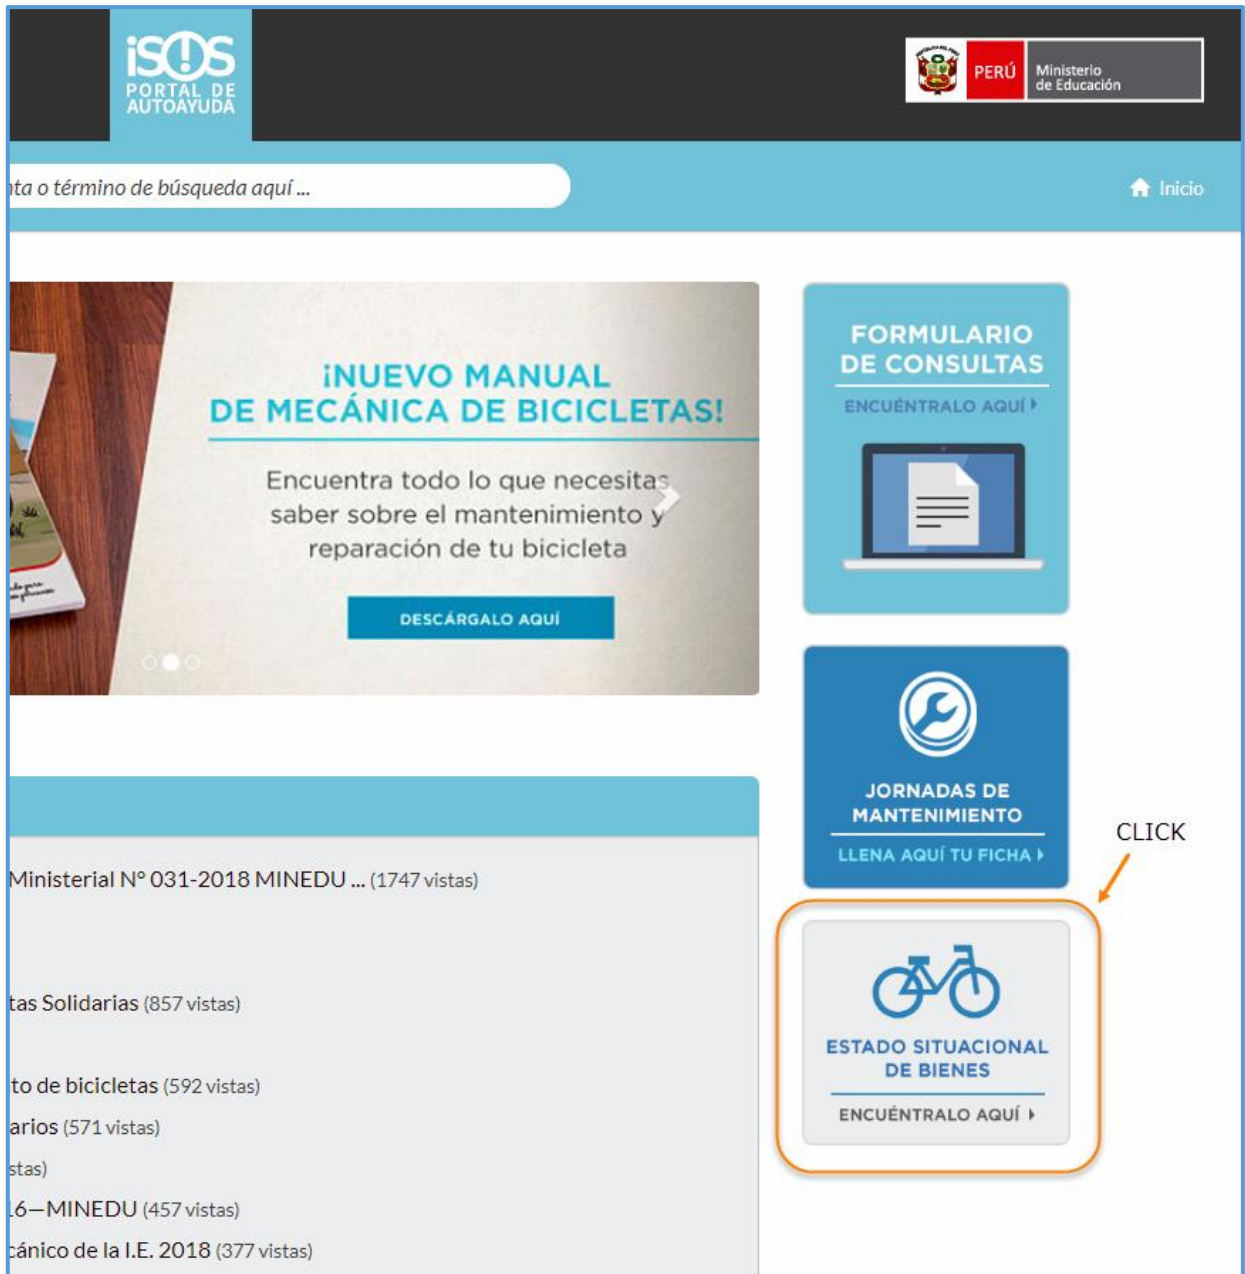 iSOS
PORTAL DE
AUTOAYUDA
PERÚ
Ministerio
de Educación
o término de búsqueda aquí ...
Inicio
¡NUEVO MANUAL
DE MECÁNICA DE BICICLETAS!
Encuentra todo lo que necesitas
saber sobre el mantenimiento y
reparación de tu bicicleta
DESCÁRGALO AQUÍ
FORMULARIO
DE CONSULTAS
ENCUÉNTRALO AQUÍ
JORNADAS DE
MANTENIMIENTO
LLENA AQUÍ TU FICHA
CLICK
Ministerial Nº 031-2018 MINEDU ... (1747 vistas)
tas Solidarias (857 vistas)
to de bicicletas (592 vistas)
arios (571 vistas)
stas)
16—MINEDU (457 vistas)
cánico de la I.E. 2018 (377 vistas)
ESTADO SITUACIONAL
DE BIENES
ENCUÉNTRALO AQUÍ